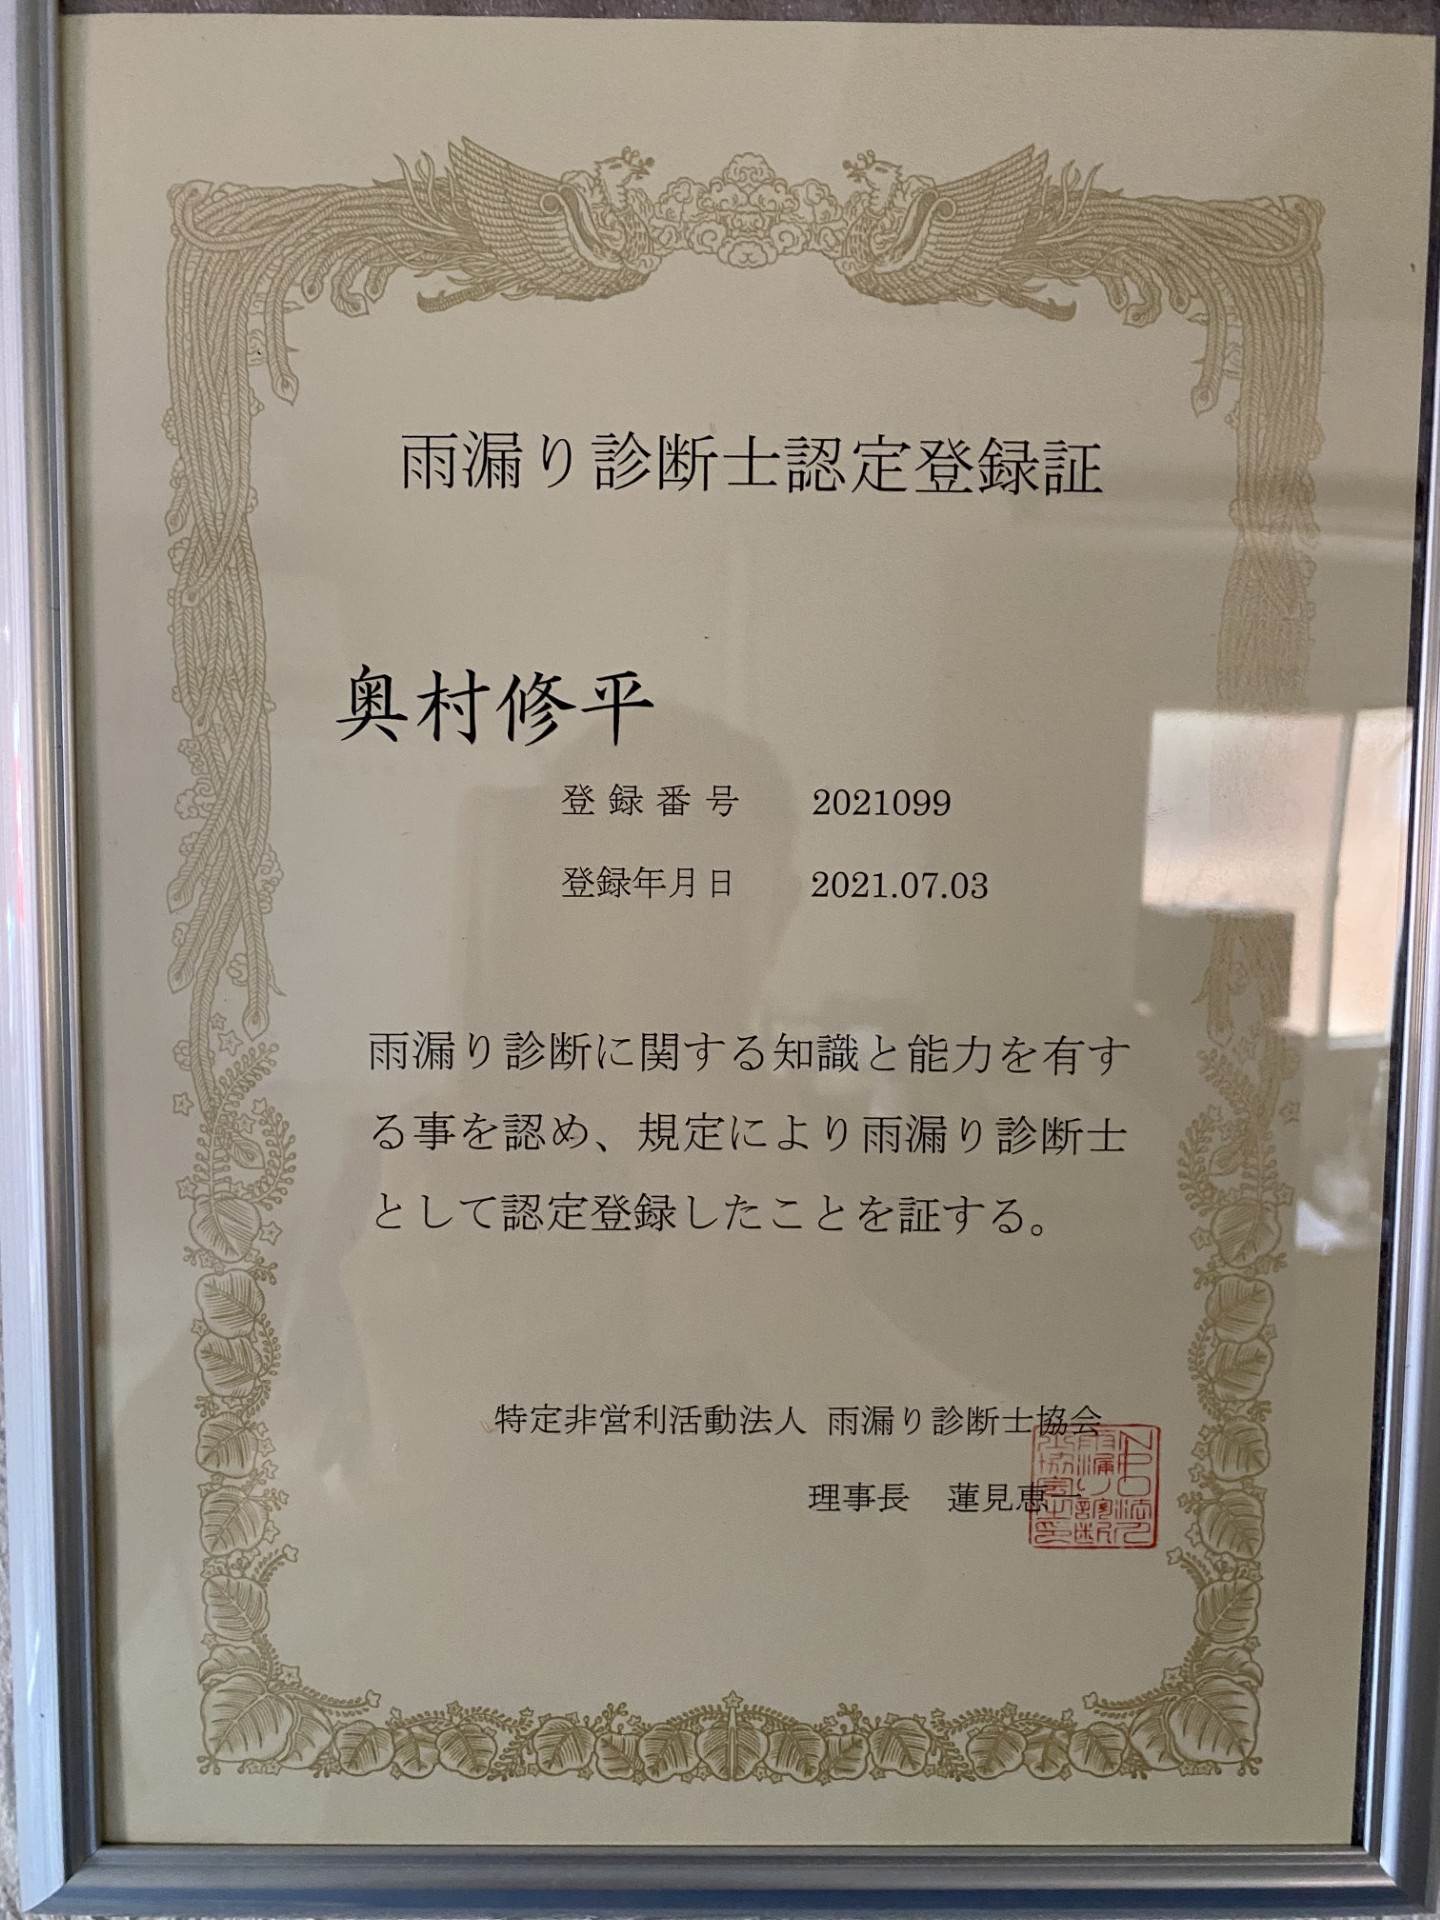 雨漏り診断士認定登録証
奥村修平
登録番号 2021099
登録年月日 2021.07.03
雨漏り診断に関する知識と能力を有す
る事を認め、規定により雨漏り診断士
として認定登録したことを証する。
特定非営利活動法人 雨漏り診断士協会
理事長 蓮見恵一